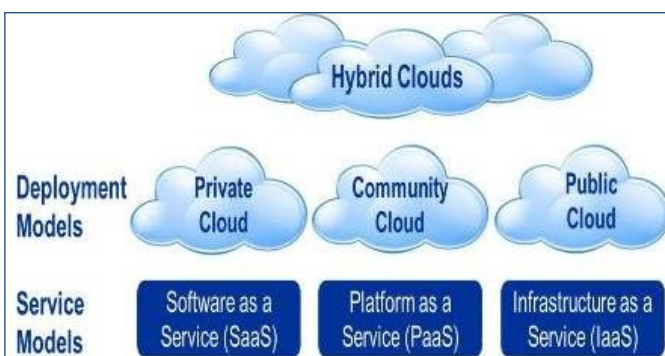 Hybrid Clouds
Deployment
Models
Private
Cloud
Community
Cloud
Public
Cloud
Service
Models
Software as a
Service (SaaS)
Platform as a
Service (PaaS)
Infrastructure as a
Service (IaaS)